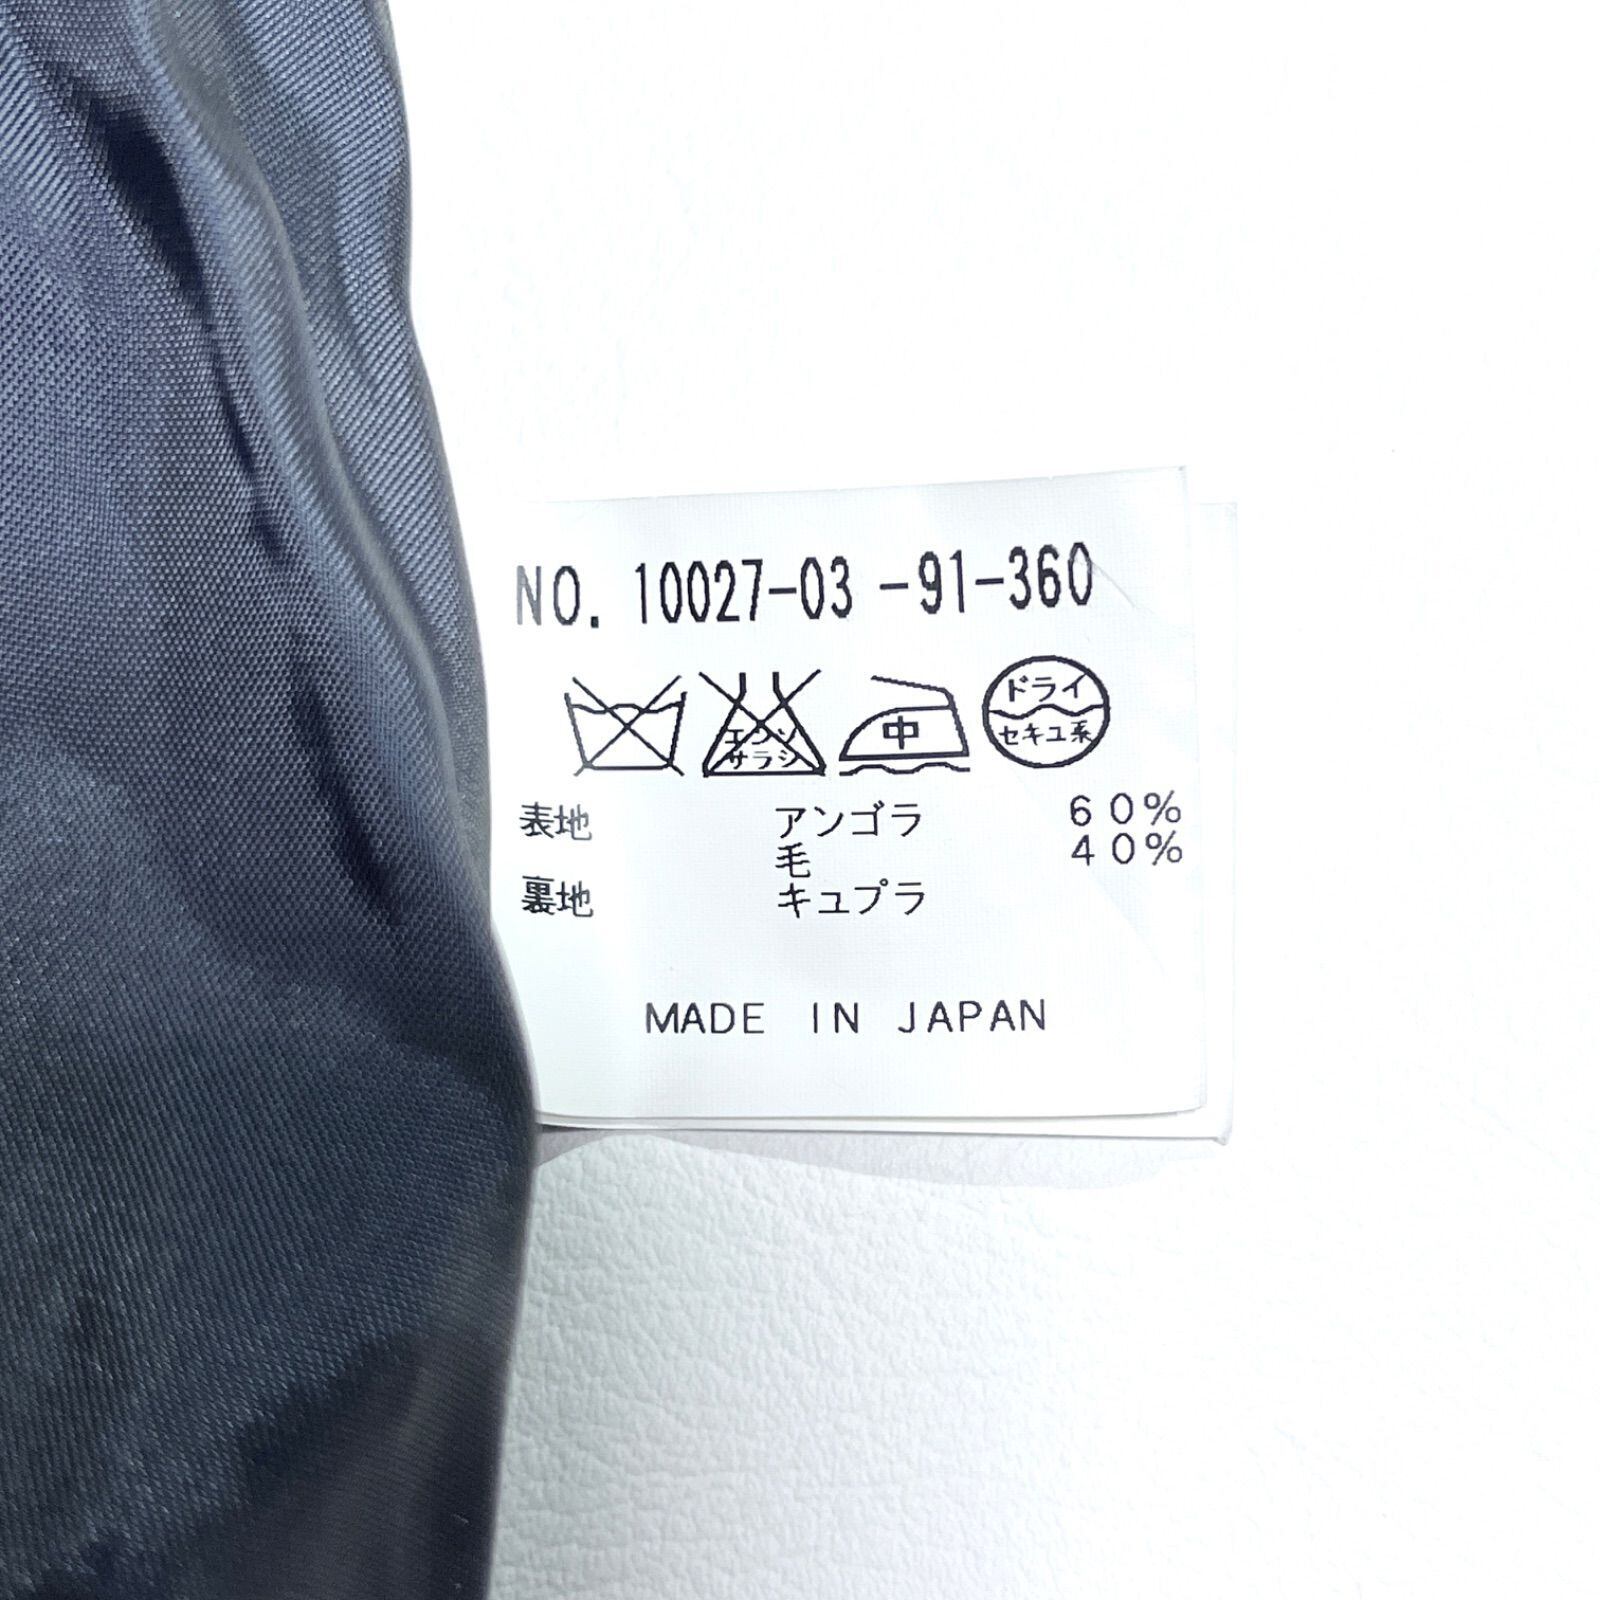 NO. 10027-03 -91-360
エンソ
サラシ
中
ドライ
セキユ系
表地 アンゴラ 60%
毛 40%
裏地 キュプラ
MADE IN JAPAN